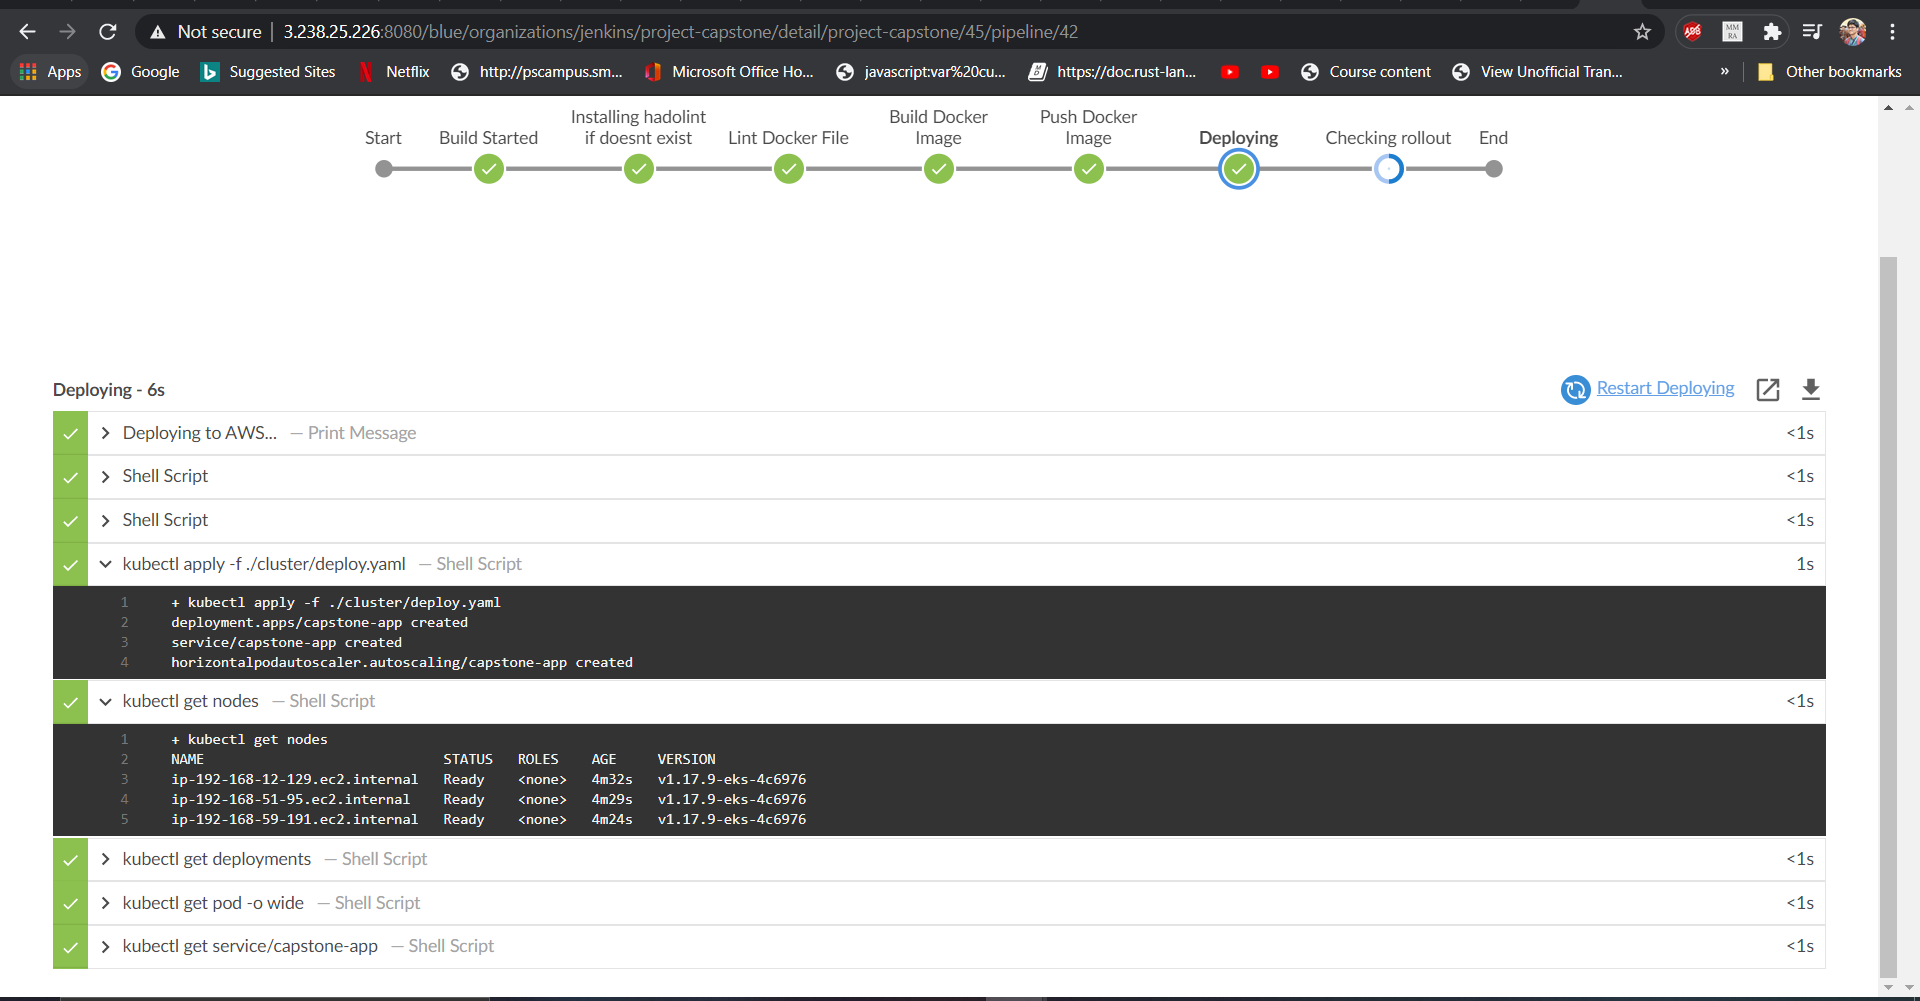 Not secure 3.238.25.226:8080/blue/organizations/jenkins/project-capstone/detail/project-capstone/45/pipeline/42
Apps Google Suggested Sites Netflix http://pscampus.sm... Microsoft Office Ho... javascript:var%20cu... https://doc.rust-lan... Course content View Unofficial Tran... » Other bookmarks
Installing hadolint Build Docker Push Docker
Start Build Started if doesnt exist Lint Docker File Image Image Deploying Checking rollout End
Deploying - 6s Restart Deploying
Deploying to AWS... — Print Message <1s
Shell Script <1s
Shell Script <1s
kubectl apply -f ./cluster/deploy.yaml — Shell Script 1s
1 + kubectl apply -f ./cluster/deploy.yaml
2 deployment.apps/capstone-app created
3 service/capstone-app created
4 horizontalpodautoscaler.autoscaling/capstone-app created
kubectl get nodes — Shell Script <1s
1 + kubectl get nodes
2 NAME STATUS ROLES AGE VERSION
3 ip-192-168-12-129.ec2.internal Ready <none> 4m32s v1.17.9-eks-4c6976
4 ip-192-168-51-95.ec2.internal Ready <none> 4m29s v1.17.9-eks-4c6976
5 ip-192-168-59-191.ec2.internal Ready <none> 4m24s v1.17.9-eks-4c6976
kubectl get deployments — Shell Script <1s
kubectl get pod -o wide — Shell Script <1s
kubectl get service/capstone-app — Shell Script <1s